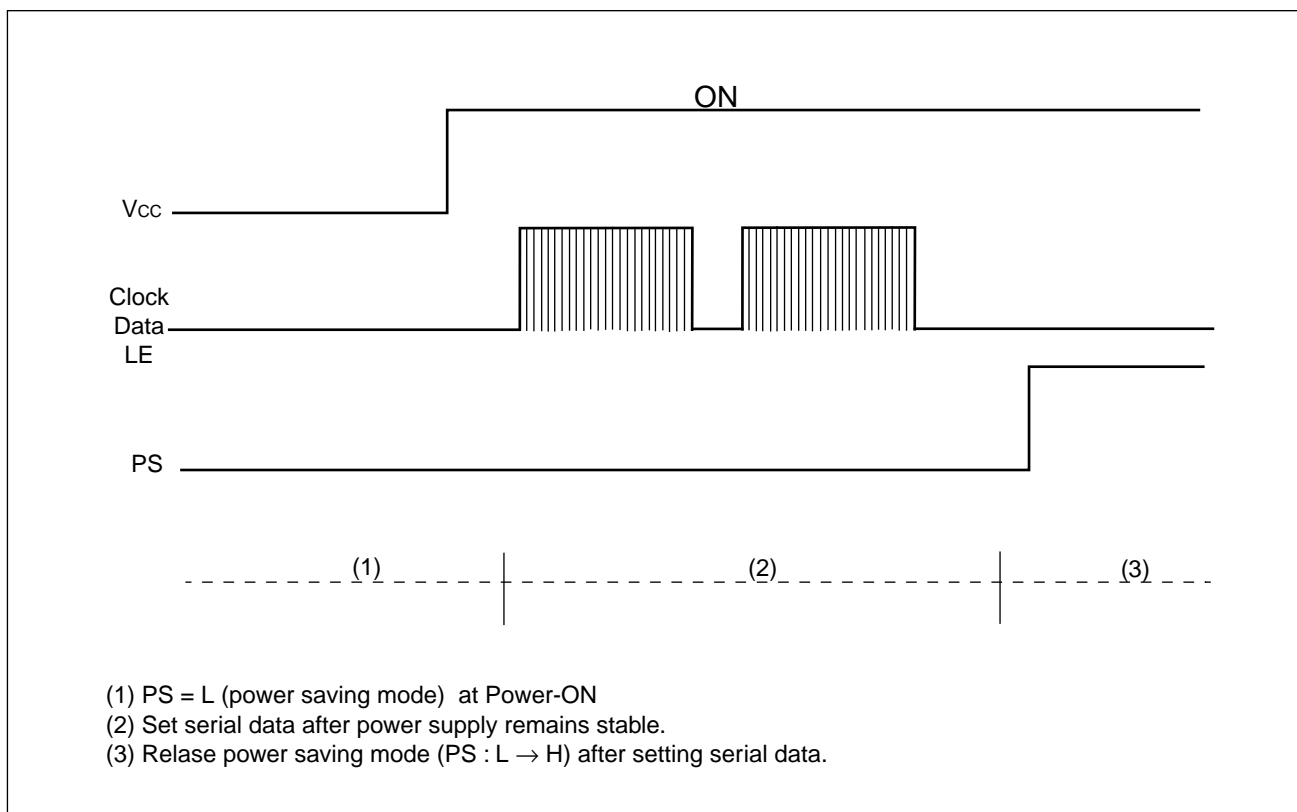 ON
VCC
Clock
Data
LE
PS
(1)
(2)
(3)
(1) PS = L (power saving mode) at Power-ON
(2) Set serial data after power supply remains stable.
(3) Relase power saving mode (PS : L → H) after setting serial data.